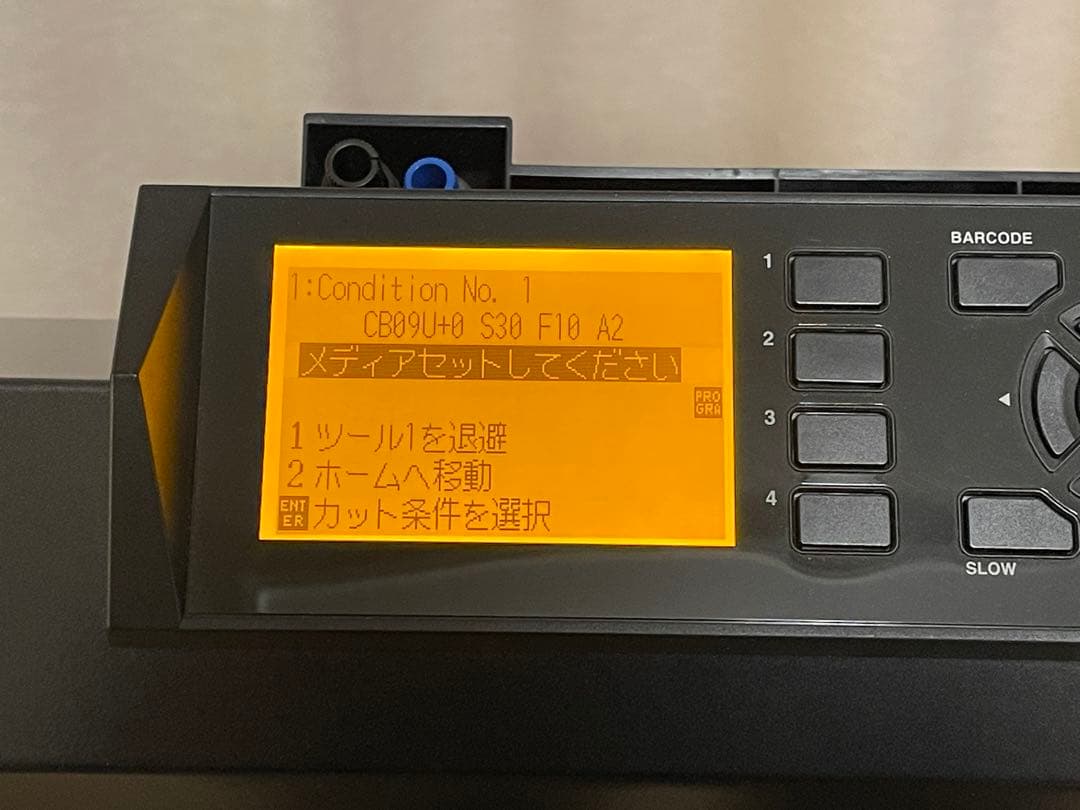 1:Condition No. 1
CB09U+0 S30 F10 A2
メディアセットしてください
PRO
GRA
1 ツール1を退避
2 ホームへ移動
ENT
ER カット条件を選択
1
2
3
4
BARCODE
SLOW